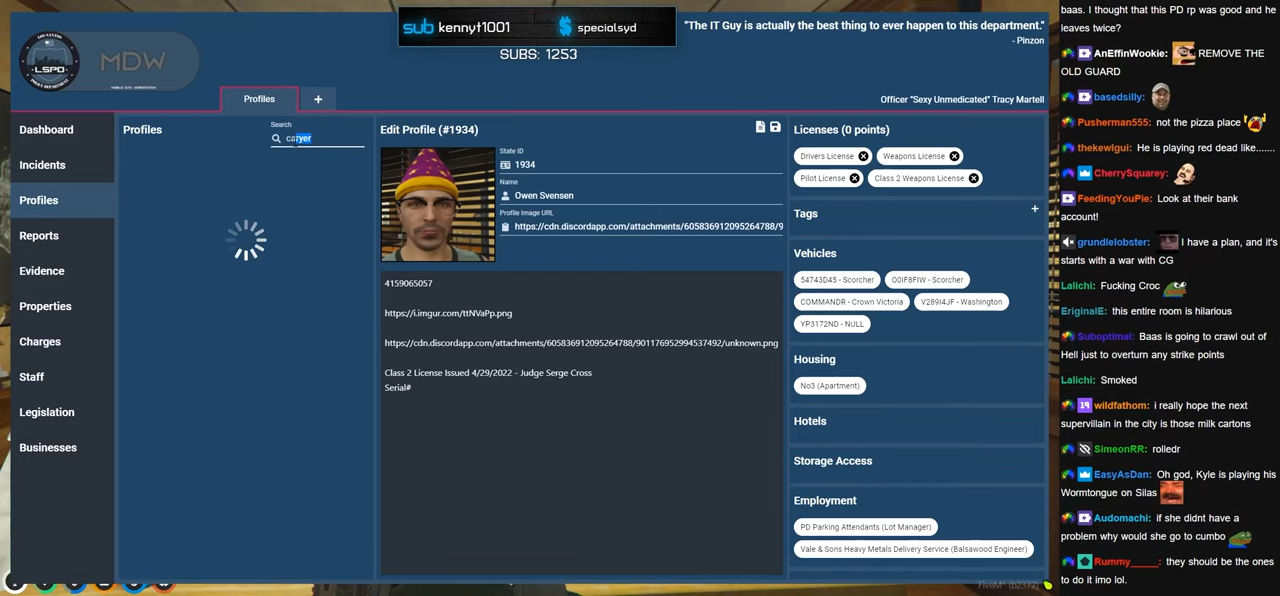 sub kennyt1001 $ specialsyd
SUBS: 1253
"The IT Guy is actually the best thing to ever happen to this department."
- Pinzon
LSPD
MDW
MOBILE DATA WORKSTATION
Profiles
+
Officer "Sexy Unmedicated" Tracy Martell
Dashboard
Incidents
Profiles
Reports
Evidence
Properties
Charges
Staff
Legislation
Businesses
Profiles
Search
caryer
Edit Profile (#1934)
State ID
1934
Name
Owen Svensen
Profile Image URL
https://cdn.discordapp.com/attachments/605836912095264788/9
4159065057
https://i.imgur.com/ttNVaPp.png
https://cdn.discordapp.com/attachments/605836912095264788/901176952994537492/unknown.png
Class 2 License Issued 4/29/2022 - Judge Serge Cross
Serial#
Licenses (0 points)
Drivers License
Weapons License
Pilot License
Class 2 Weapons License
Tags
+
Vehicles
54743D45 - Scorcher
O0IF8FIW - Scorcher
COMMANDR - Crown Victoria
V289I4JF - Washington
YP3172ND - NULL
Housing
No3 (Apartment)
Hotels
Storage Access
Employment
PD Parking Attendants (Lot Manager)
Vale & Sons Heavy Metals Delivery Service (Balsawood Engineer)
FiveM® (b2372)
baas. I thought that this PD rp was good and he
leaves twice?
AnEffinWookie: REMOVE THE
OLD GUARD
basedsilly:
Pusherman555: not the pizza place
thekewlgui: He is playing red dead like.......
CherrySquarey:
FeedingYouPie: Look at their bank
account!
grundlelobster: I have a plan, and it's
starts with a war with CG
Lalichi: Fucking Croc
EriginalE: this entire room is hilarious
Suboptimal: Baas is going to crawl out of
Hell just to overturn any strike points
Lalichi: Smoked
wildfathom: i really hope the next
supervillain in the city is those milk cartons
SimeonRR: rolledr
EasyAsDan: Oh god, Kyle is playing his
Wormtongue on Silas
Audomachi: if she didnt have a
problem why would she go to cumbo
Rummy_____: they should be the ones
to do it imo lol.